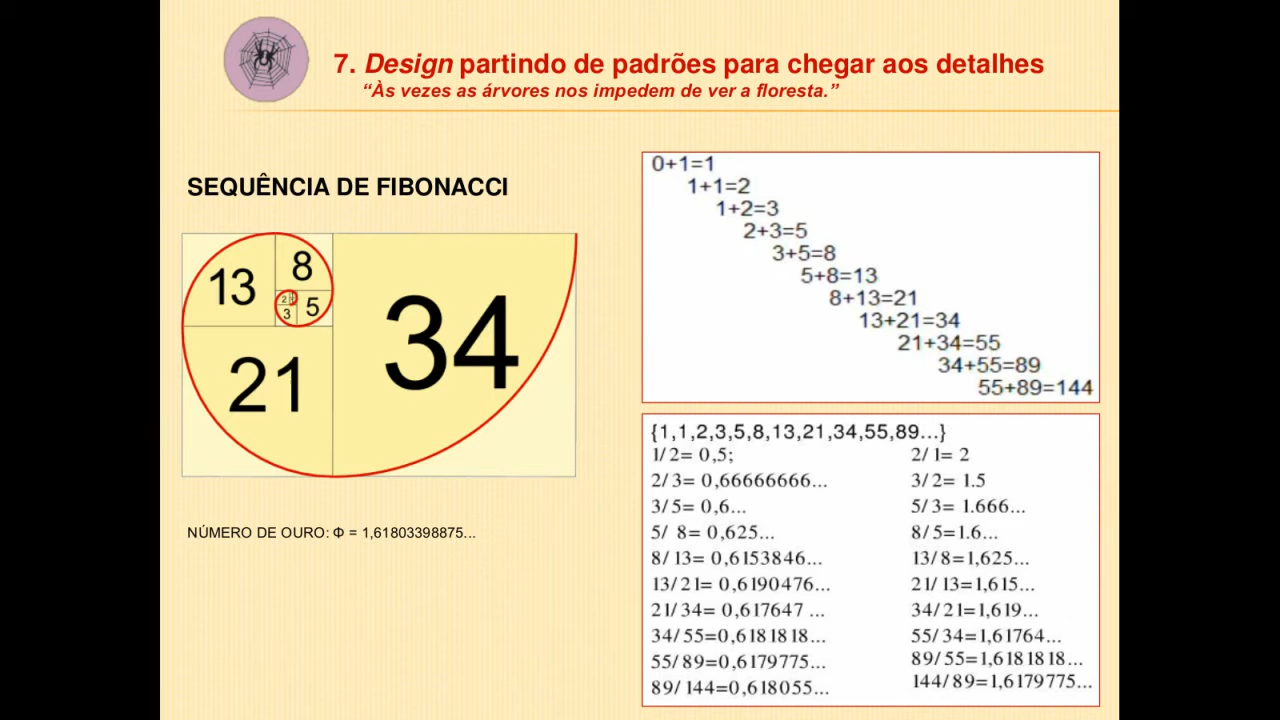 7. Design partindo de padrões para chegar aos detalhes
“Às vezes as árvores nos impedem de ver a floresta.”
SEQUÊNCIA DE FIBONACCI
13
8
2
3
5
21
34
NÚMERO DE OURO: Φ = 1,61803398875...
0+1=1
1+1=2
1+2=3
2+3=5
3+5=8
5+8=13
8+13=21
13+21=34
21+34=55
34+55=89
55+89=144
{1,1,2,3,5,8,13,21,34,55,89...}
1/2= 0,5; 2/1= 2
2/3= 0,66666666... 3/2= 1.5
3/5= 0,6... 5/3= 1.666...
5/ 8= 0,625... 8/5=1.6...
8/13= 0,6153846... 13/8=1,625...
13/21= 0,6190476... 21/13=1,615...
21/34= 0,617647 ... 34/21=1,619...
34/55=0,6181818... 55/34=1,61764...
55/89=0,6179775... 89/55=1,6181818...
89/144=0,618055... 144/89=1,6179775...